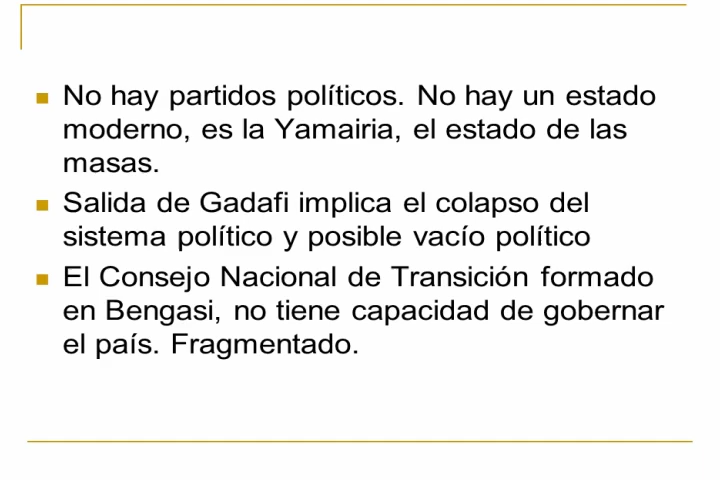 No hay partidos políticos. No hay un estado
moderno, es la Yamairia, el estado de las
masas.
Salida de Gadafi implica el colapso del
sistema político y posible vacío político
El Consejo Nacional de Transición formado
en Bengasi, no tiene capacidad de gobernar
el país. Fragmentado.